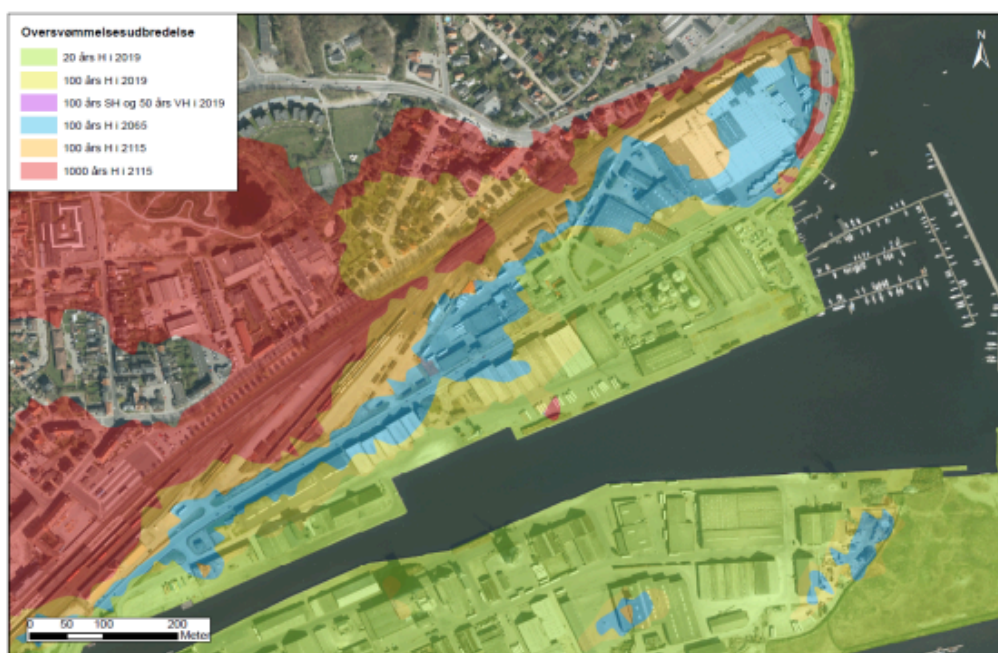 Oversvømmelsesudbredelse
20 års H i 2019
100 års H i 2019
100 års SH og 50 års VH i 2019
100 års H i 2065
100 års H i 2115
1000 års H i 2115
N
0 50 100 200
Meter